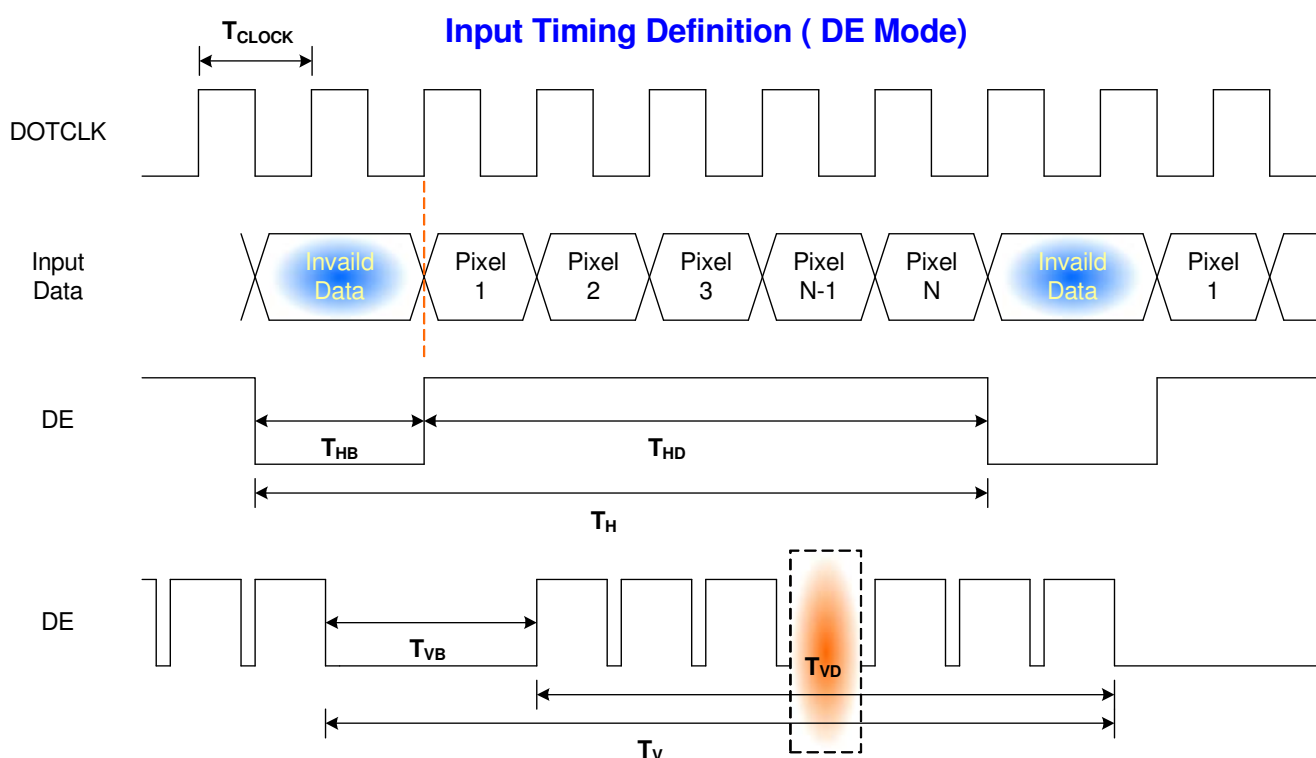 Input Timing Definition ( DE Mode)
TCLOCK
DOTCLK
Input
Data
Invaild
Data
Pixel
1
Pixel
2
Pixel
3
Pixel
N-1
Pixel
N
Invaild
Data
Pixel
1
DE
THB
THD
TH
DE
TVB
TVD
TV